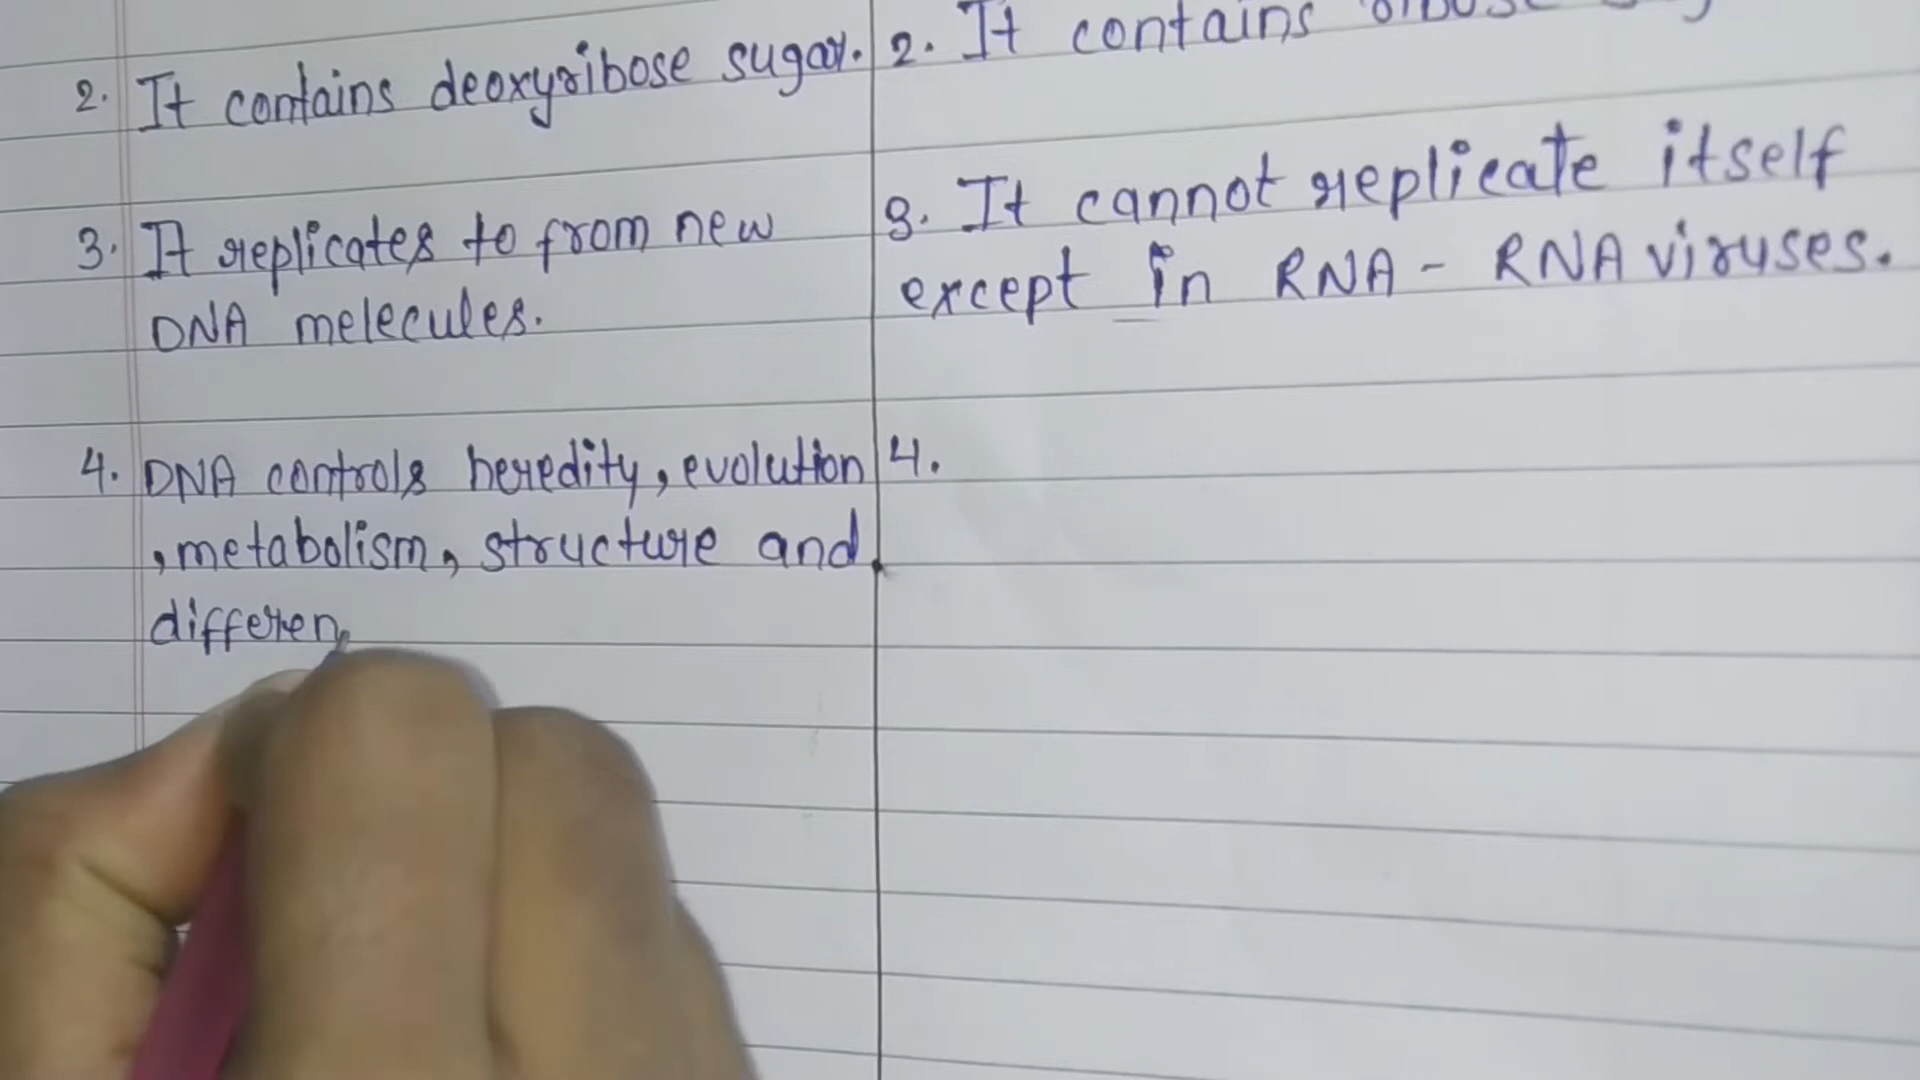 2. It contains deoxyribose sugar.
3. It replicates to from new
DNA melecules.
4. DNA controls heredity, evolution
, metabolism, structure and
differen
2. It contains
3. It cannot replicate itself
except in RNA - RNA viruses.
4.